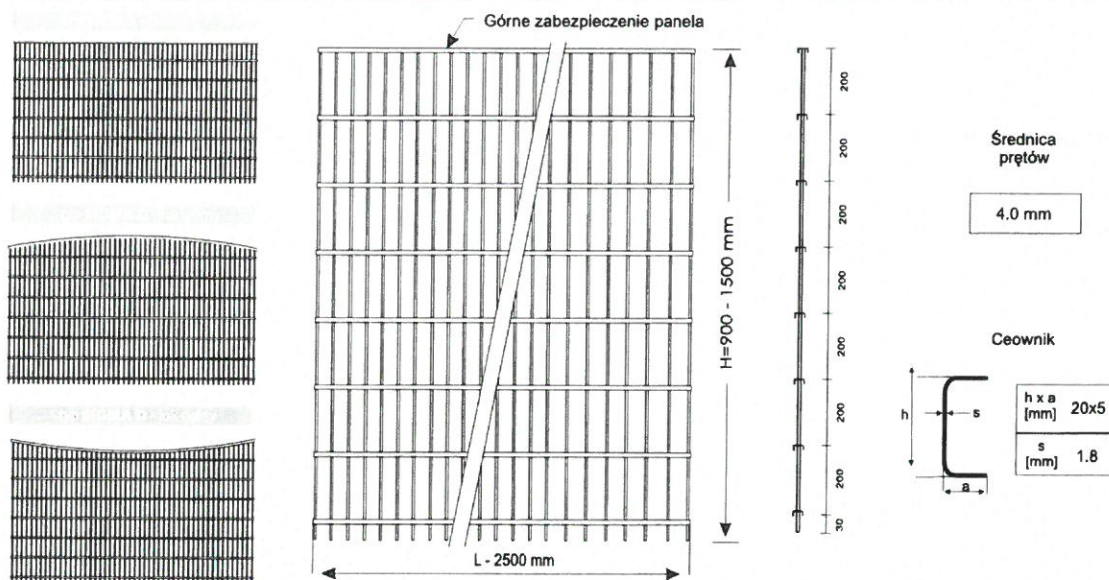 Górne zabezpieczenie panela
H=900 - 1500 mm
L - 2500 mm
200
200
200
200
200
200
200
30
Średnica
prętów
4.0 mm
Ceownik
h
s
a
h x a
[mm] 20x5
s
[mm] 1.8